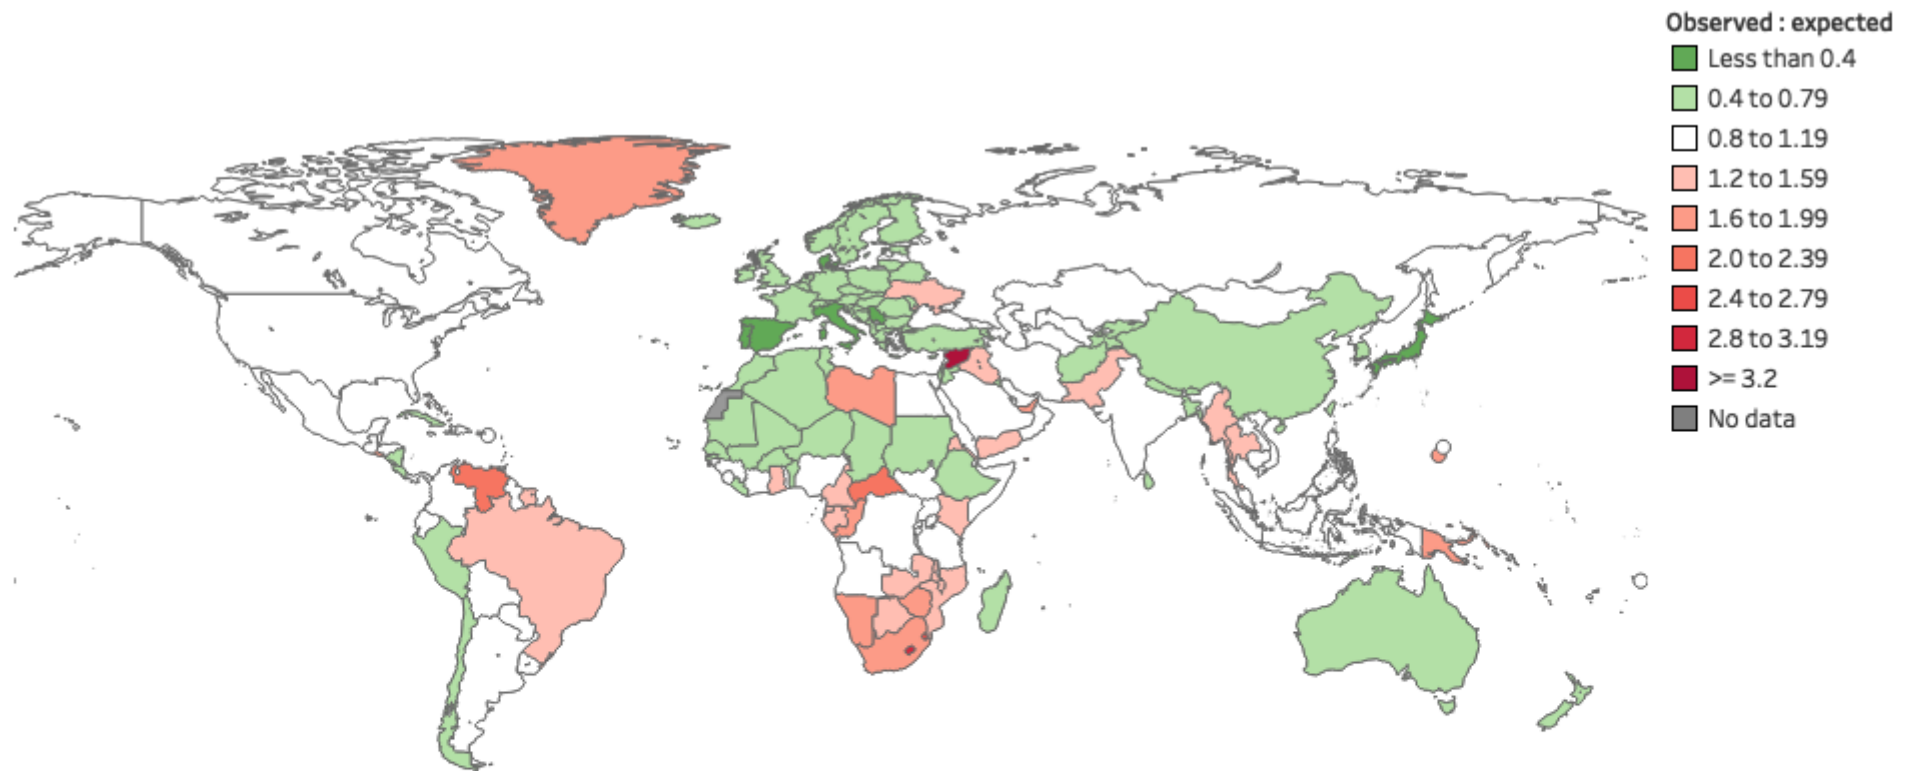 Observed : expected
Less than 0.4
0.4 to 0.79
0.8 to 1.19
1.2 to 1.59
1.6 to 1.99
2.0 to 2.39
2.4 to 2.79
2.8 to 3.19
>= 3.2
No data